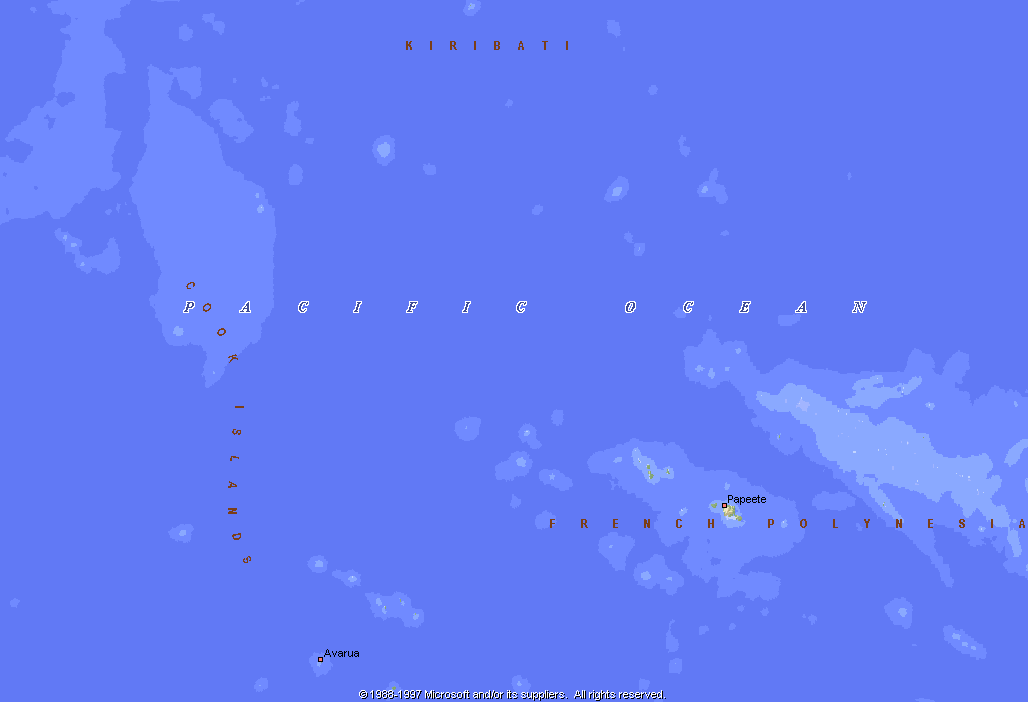 KIRIBATI
COOK ISLANDS
PACIFIC OCEAN
Papeete
FRENCH POLYNESIA
Avarua
©1988-1997 Microsoft and/or its suppliers. All rights reserved.